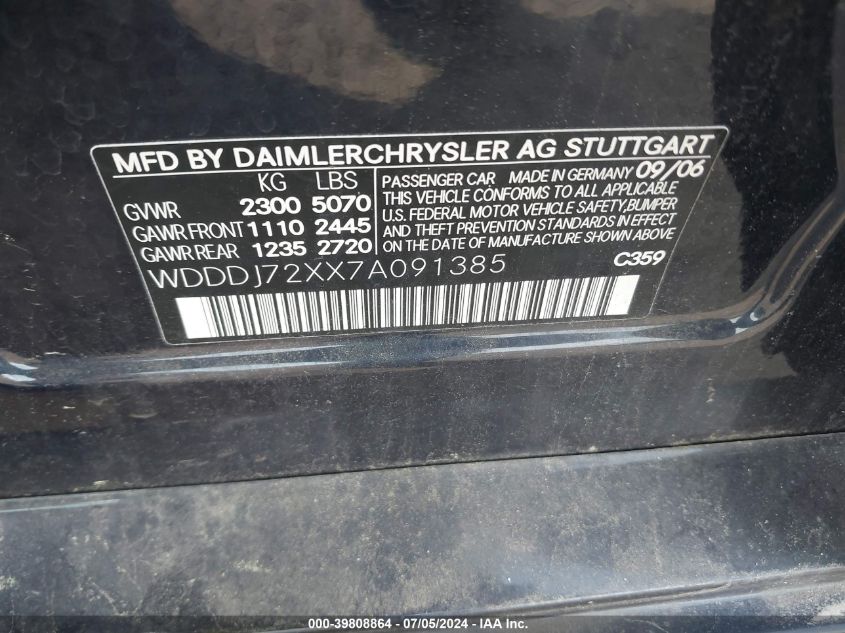 MFD BY DAIMLERCHRYSLER AG STUTTGART
KG LBS
GVWR 2300 5070
GAWR FRONT 1110 2445
GAWR REAR 1235 2720
PASSENGER CAR MADE IN GERMANY 09/06
THIS VEHICLE CONFORMS TO ALL APPLICABLE
U.S. FEDERAL MOTOR VEHICLE SAFETY, BUMPER
AND THEFT PREVENTION STANDARDS IN EFFECT
ON THE DATE OF MANUFACTURE SHOWN ABOVE.
WDDDJ72XX7A091385 C359
000-39808864 / 07/05/2024 - IAA Inc.